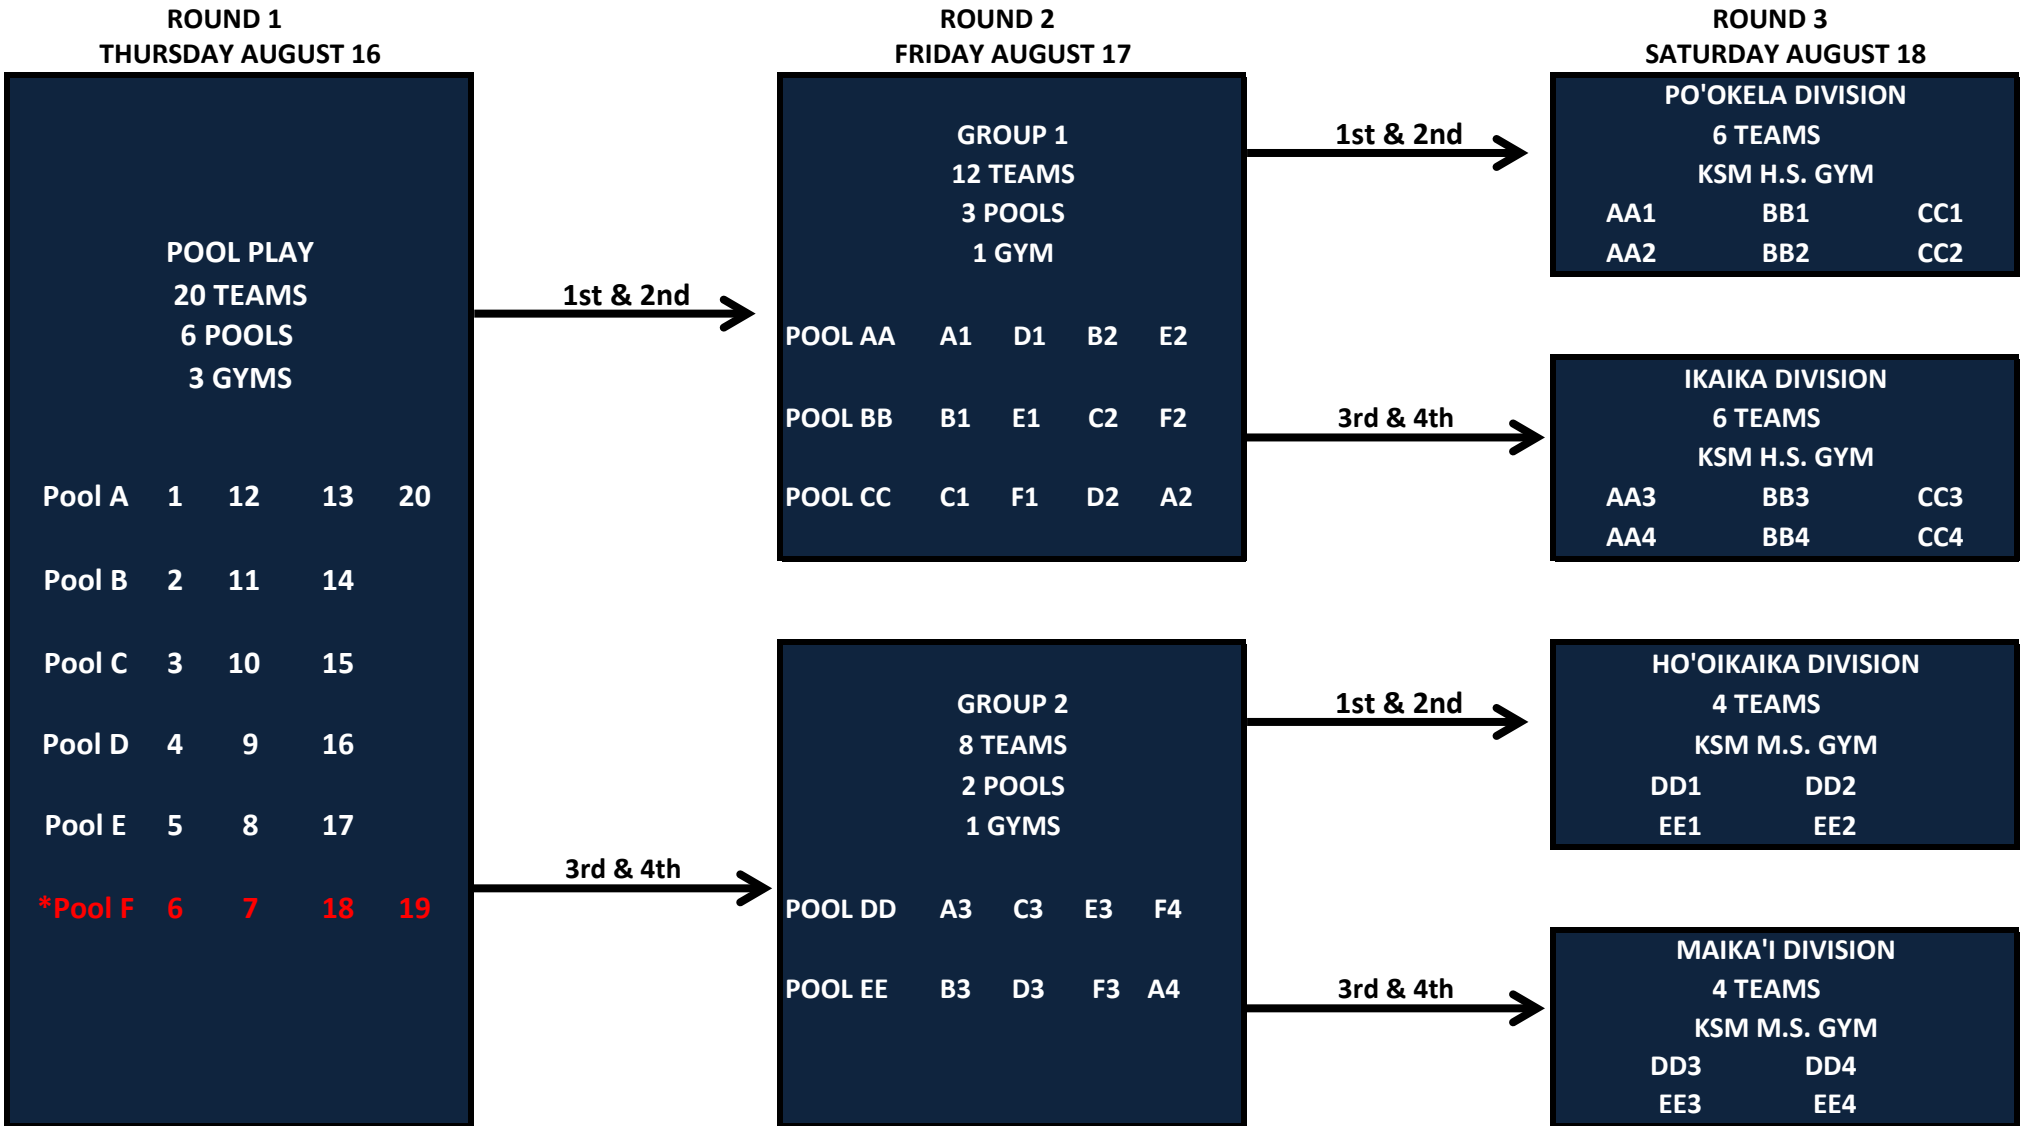 ROUND 1
THURSDAY AUGUST 16
POOL PLAY
20 TEAMS
6 POOLS
3 GYMS
Pool A 1 12 13 20
Pool B 2 11 14
Pool C 3 10 15
Pool D 4 9 16
Pool E 5 8 17
*Pool F 6 7 18 19
1st & 2nd
3rd & 4th
ROUND 2
FRIDAY AUGUST 17
GROUP 1
12 TEAMS
3 POOLS
1 GYM
POOL AA A1 D1 B2 E2
POOL BB B1 E1 C2 F2
POOL CC C1 F1 D2 A2
1st & 2nd
3rd & 4th
GROUP 2
8 TEAMS
2 POOLS
1 GYMS
POOL DD A3 C3 E3 F4
POOL EE B3 D3 F3 A4
1st & 2nd
3rd & 4th
ROUND 3
SATURDAY AUGUST 18
PO'OKELA DIVISION
6 TEAMS
KSM H.S. GYM
AA1 BB1 CC1
AA2 BB2 CC2
IKAIKA DIVISION
6 TEAMS
KSM H.S. GYM
AA3 BB3 CC3
AA4 BB4 CC4
HO'OIKAIKA DIVISION
4 TEAMS
KSM M.S. GYM
DD1 DD2
EE1 EE2
MAIKA'I DIVISION
4 TEAMS
KSM M.S. GYM
DD3 DD4
EE3 EE4